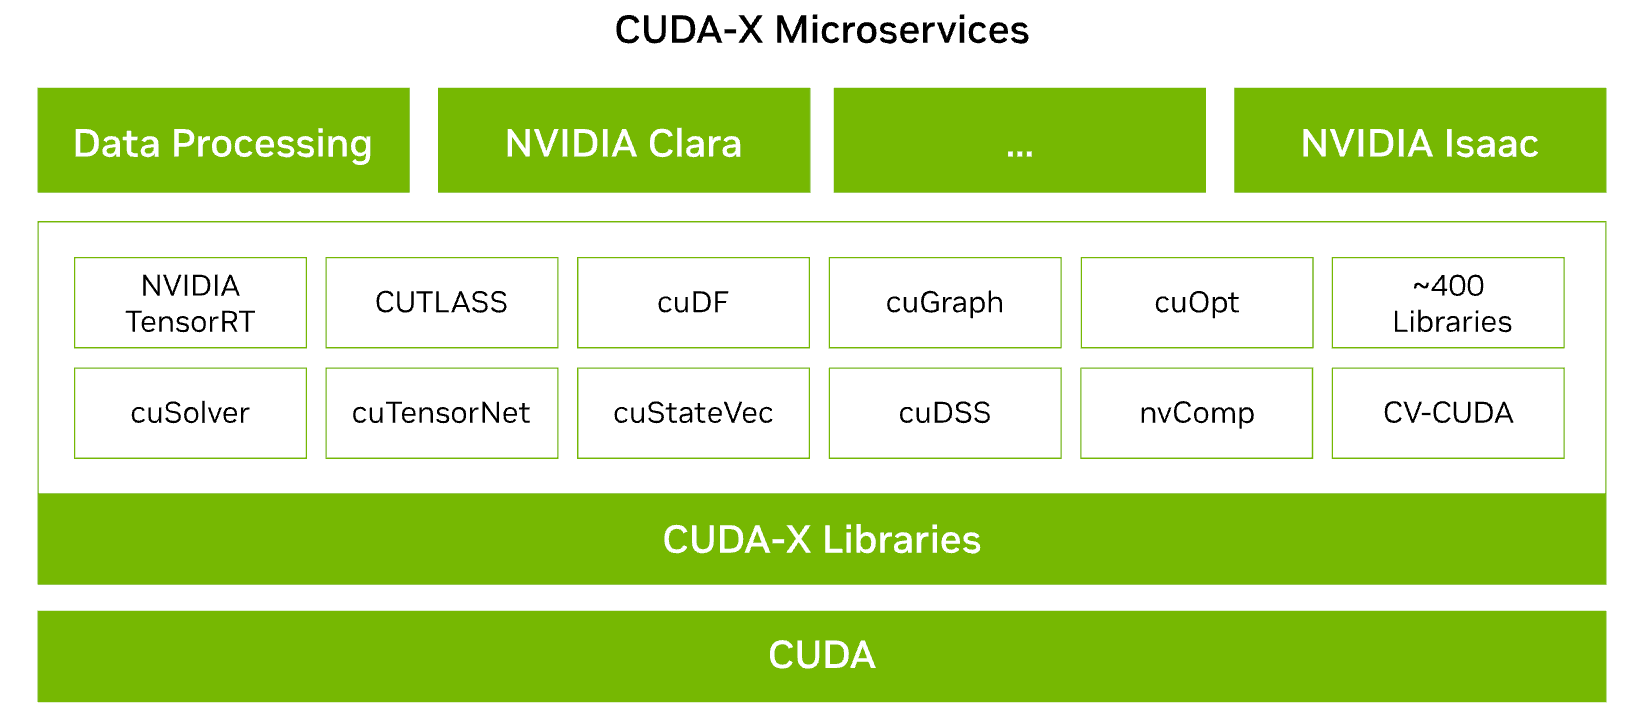 CUDA-X Microservices
Data Processing
NVIDIA Clara
...
NVIDIA Isaac
NVIDIA
TensorRT
CUTLASS
cuDF
cuGraph
cuOpt
~400
Libraries
cuSolver
cuTensorNet
cuStateVec
cuDSS
nvComp
CV-CUDA
CUDA-X Libraries
CUDA